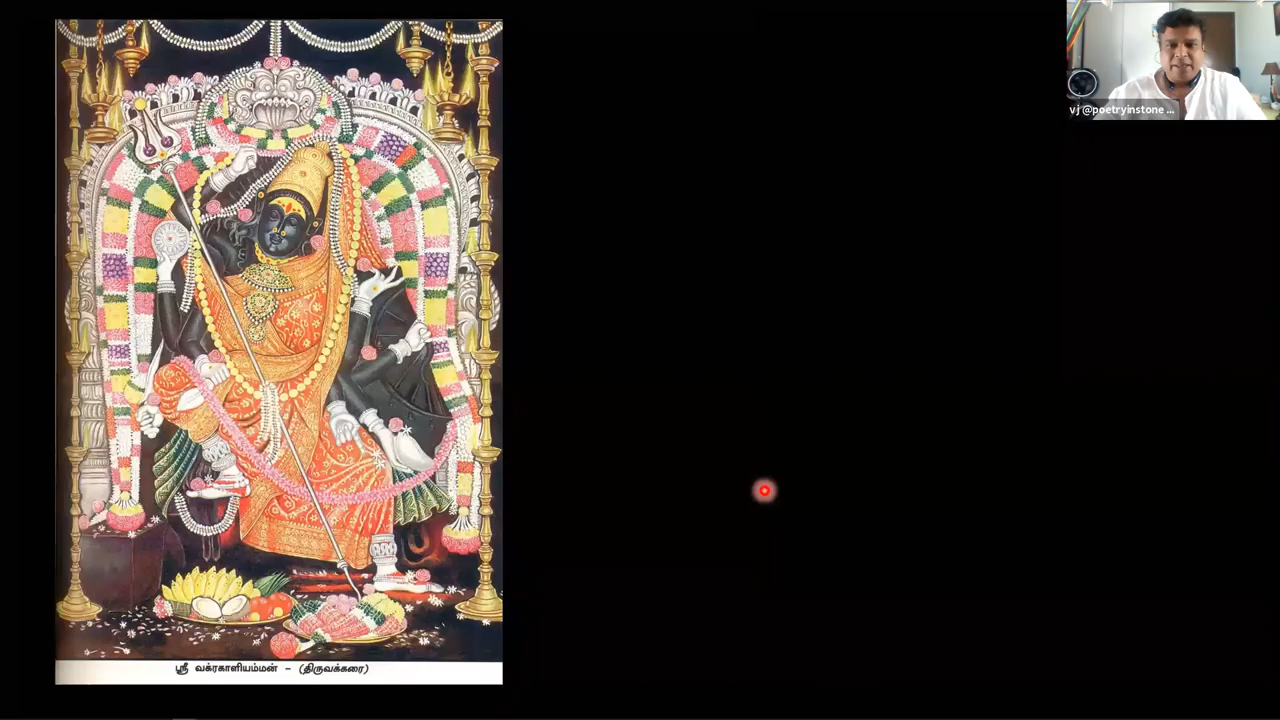 vj@poetryinstone ...
ஸ்ரீ வக்ரகாளியம்மன் - (திருவக்கரை)